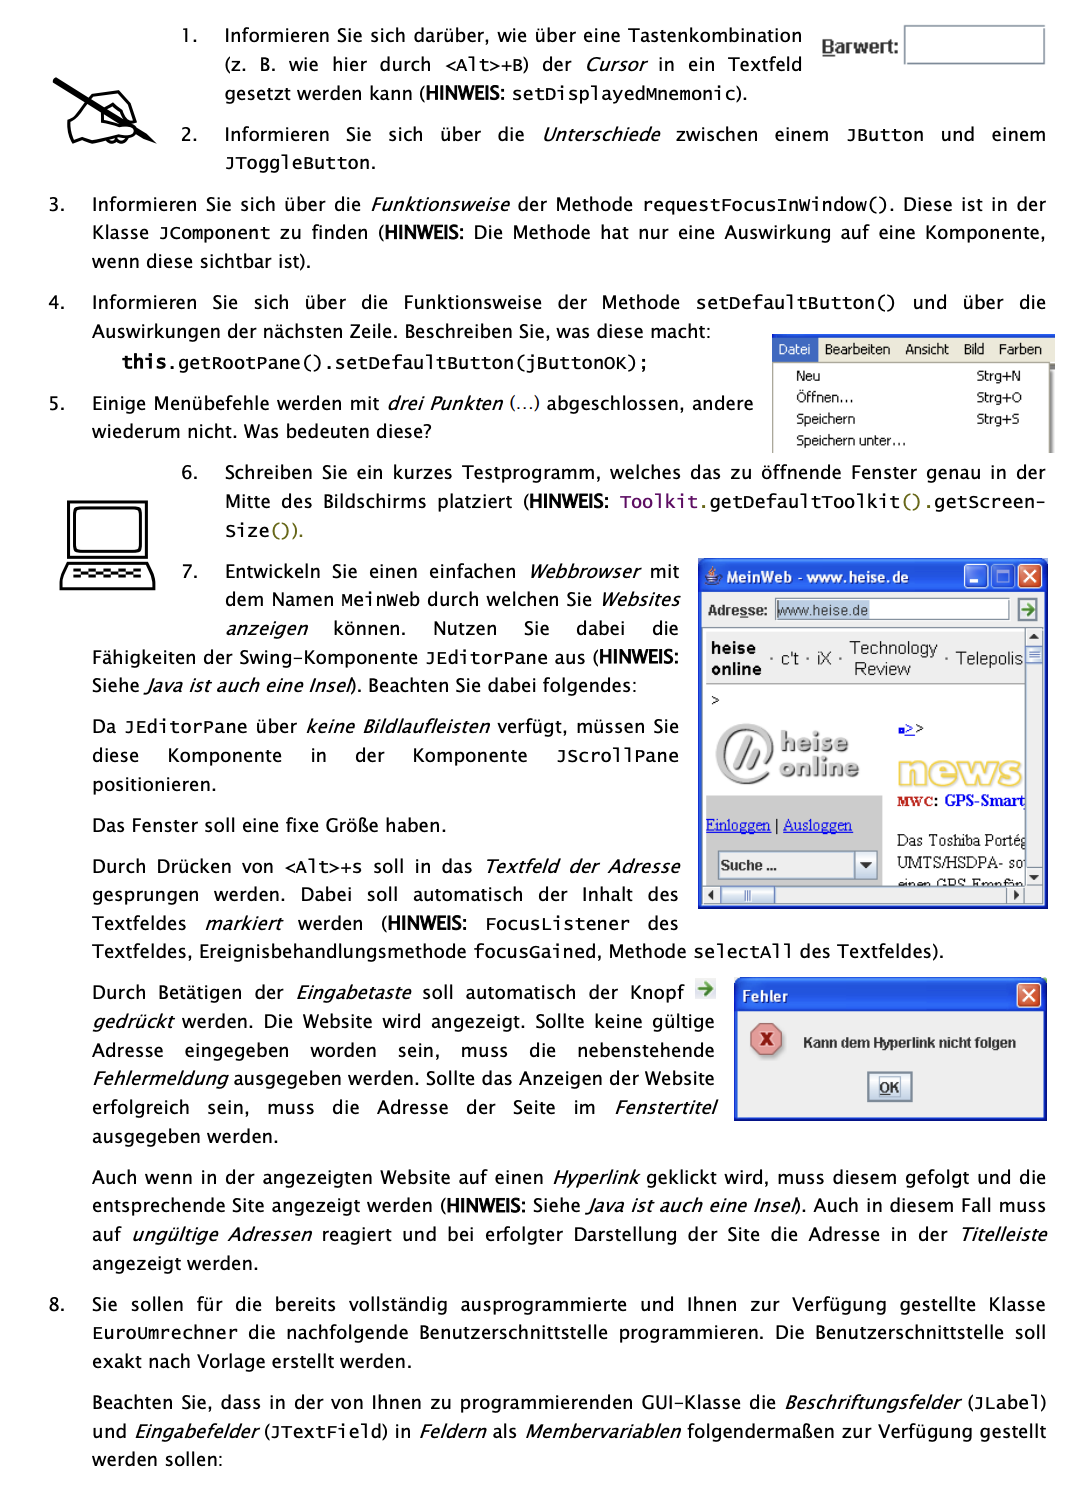 1. Informieren Sie sich darüber, wie über eine Tastenkombination
(z. B. wie hier durch <Alt>+B) der Cursor in ein Textfeld
gesetzt werden kann (HINWEIS: setDisplayedMnemonic).
Barwert:
2. Informieren Sie sich über die Unterschiede zwischen einem JButton und einem
JToggleButton.
3. Informieren Sie sich über die Funktionsweise der Methode requestFocusInWindow(). Diese ist in der
Klasse JComponent zu finden (HINWEIS: Die Methode hat nur eine Auswirkung auf eine Komponente,
wenn diese sichtbar ist).
4. Informieren Sie sich über die Funktionsweise der Methode setDefaultButton() und über die
Auswirkungen der nächsten Zeile. Beschreiben Sie, was diese macht:
this.getRootPane().setDefaultButton(jButtonOK);
5. Einige Menübefehle werden mit drei Punkten (...) abgeschlossen, andere
wiederum nicht. Was bedeuten diese?
Datei Bearbeiten Ansicht Bild Farben
Neu Strg+N
Öffnen... Strg+O
Speichern Strg+S
Speichern unter...
6. Schreiben Sie ein kurzes Testprogramm, welches das zu öffnende Fenster genau in der
Mitte des Bildschirms platziert (HINWEIS: Toolkit.getDefaultToolkit().getScreen-
Size()).
7. Entwickeln Sie einen einfachen Webbrowser mit
dem Namen MeinWeb durch welchen Sie Websites
anzeigen können. Nutzen Sie dabei die
Fähigkeiten der Swing-Komponente JEditorPane aus (HINWEIS:
Siehe Java ist auch eine Insel). Beachten Sie dabei folgendes:
Da JEditorPane über keine Bildlaufleisten verfügt, müssen Sie
diese Komponente in der Komponente JScrollPane
positionieren.
Das Fenster soll eine fixe Größe haben.
Durch Drücken von <Alt>+s soll in das Textfeld der Adresse
gesprungen werden. Dabei soll automatisch der Inhalt des
Textfeldes markiert werden (HINWEIS: FocusListener des
Textfeldes, Ereignisbehandlungsmethode focusGained, Methode selectAll des Textfeldes).
MeinWeb - www.heise.de
Adresse: www.heise.de
heise
online · c't · iX · Technology
Review · Telepolis
>
>>
heise
online
news
MWC: GPS-Smart
Einloggen | Ausloggen
Das Toshiba Portég
UMTS/HSDPA- so
einen GPS Empfän
Suche ...
Durch Betätigen der Eingabetaste soll automatisch der Knopf
gedrückt werden. Die Website wird angezeigt. Sollte keine gültige
Adresse eingegeben worden sein, muss die nebenstehende
Fehlermeldung ausgegeben werden. Sollte das Anzeigen der Website
erfolgreich sein, muss die Adresse der Seite im Fenstertitel
ausgegeben werden.
Fehler
Kann dem Hyperlink nicht folgen
OK
Auch wenn in der angezeigten Website auf einen Hyperlink geklickt wird, muss diesem gefolgt und die
entsprechende Site angezeigt werden (HINWEIS: Siehe Java ist auch eine Insel). Auch in diesem Fall muss
auf ungültige Adressen reagiert und bei erfolgter Darstellung der Site die Adresse in der Titelleiste
angezeigt werden.
8. Sie sollen für die bereits vollständig ausprogrammierte und Ihnen zur Verfügung gestellte Klasse
EuroUmrechner die nachfolgende Benutzerschnittstelle programmieren. Die Benutzerschnittstelle soll
exakt nach Vorlage erstellt werden.
Beachten Sie, dass in der von Ihnen zu programmierenden GUI-Klasse die Beschriftungsfelder (JLabel)
und Eingabefelder (JTextField) in Feldern als Membervariablen folgendermaßen zur Verfügung gestellt
werden sollen: